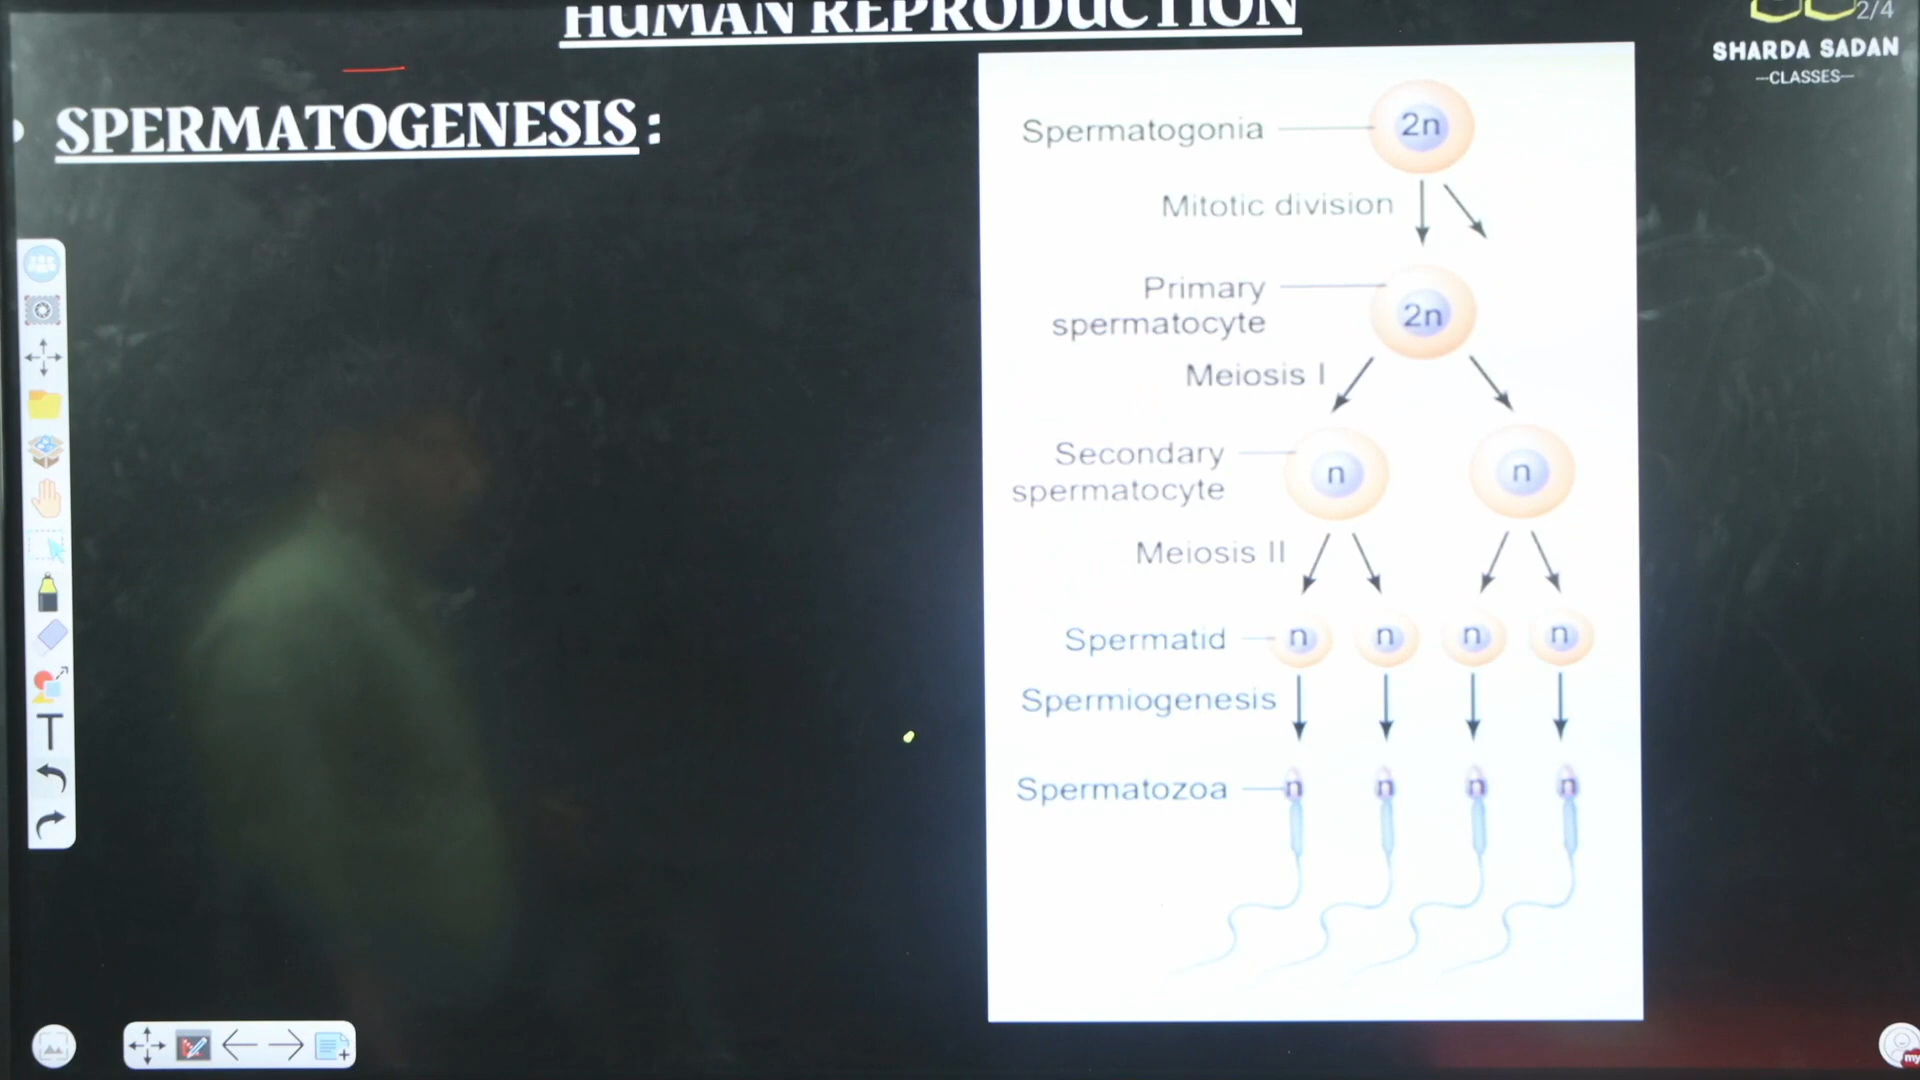 HUMAN REPRODUCTION
2/4
SHARDA SADAN
—CLASSES—
SPERMATOGENESIS :
Spermatogonia
2n
Mitotic division
Primary
spermatocyte
2n
Meiosis I
Secondary
spermatocyte
n n
Meiosis II
Spermatid
n n n n
Spermiogenesis
Spermatozoa
n n n n
T
my